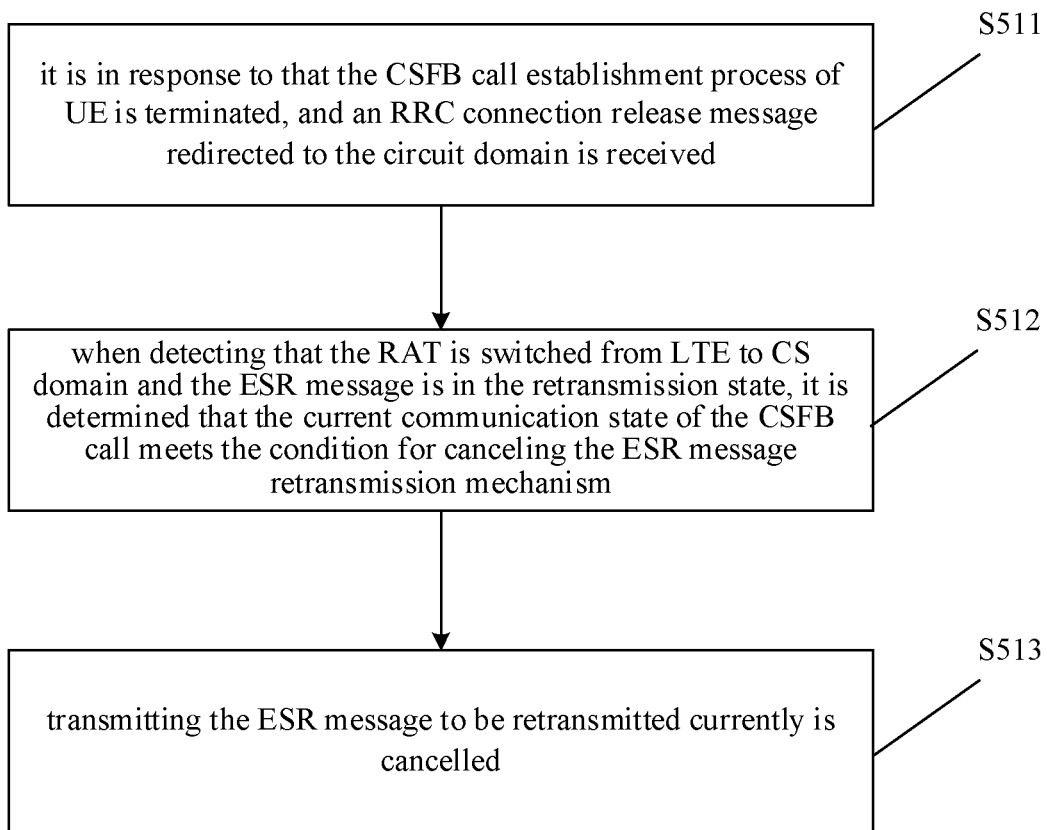 S511
it is in response to that the CSFB call establishment process of
UE is terminated, and an RRC connection release message
redirected to the circuit domain is received
S512
when detecting that the RAT is switched from LTE to CS
domain and the ESR message is in the retransmission state, it is
determined that the current communication state of the CSFB
call meets the condition for canceling the ESR message
retransmission mechanism
S513
transmitting the ESR message to be retransmitted currently is
cancelled